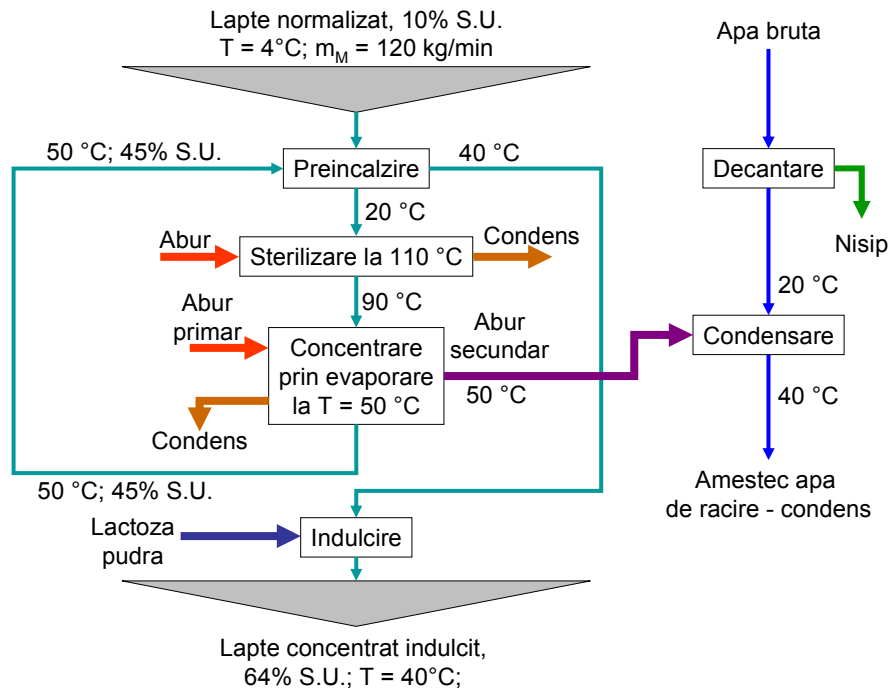 Lapte normalizat, 10% S.U.
T = 4°C; mM = 120 kg/min
Apa bruta
50 °C; 45% S.U.
Preincalzire
40 °C
Decantare
20 °C
Nisip
Abur
Sterilizare la 110 °C
Condens
20 °C
90 °C
Abur
primar
Concentrare
prin evaporare
la T = 50 °C
Abur
secundar
50 °C
Condensare
Condens
40 °C
50 °C; 45% S.U.
Amestec apa
de racire - condens
Lactoza
pudra
Indulcire
Lapte concentrat indulcit,
64% S.U.; T = 40°C;